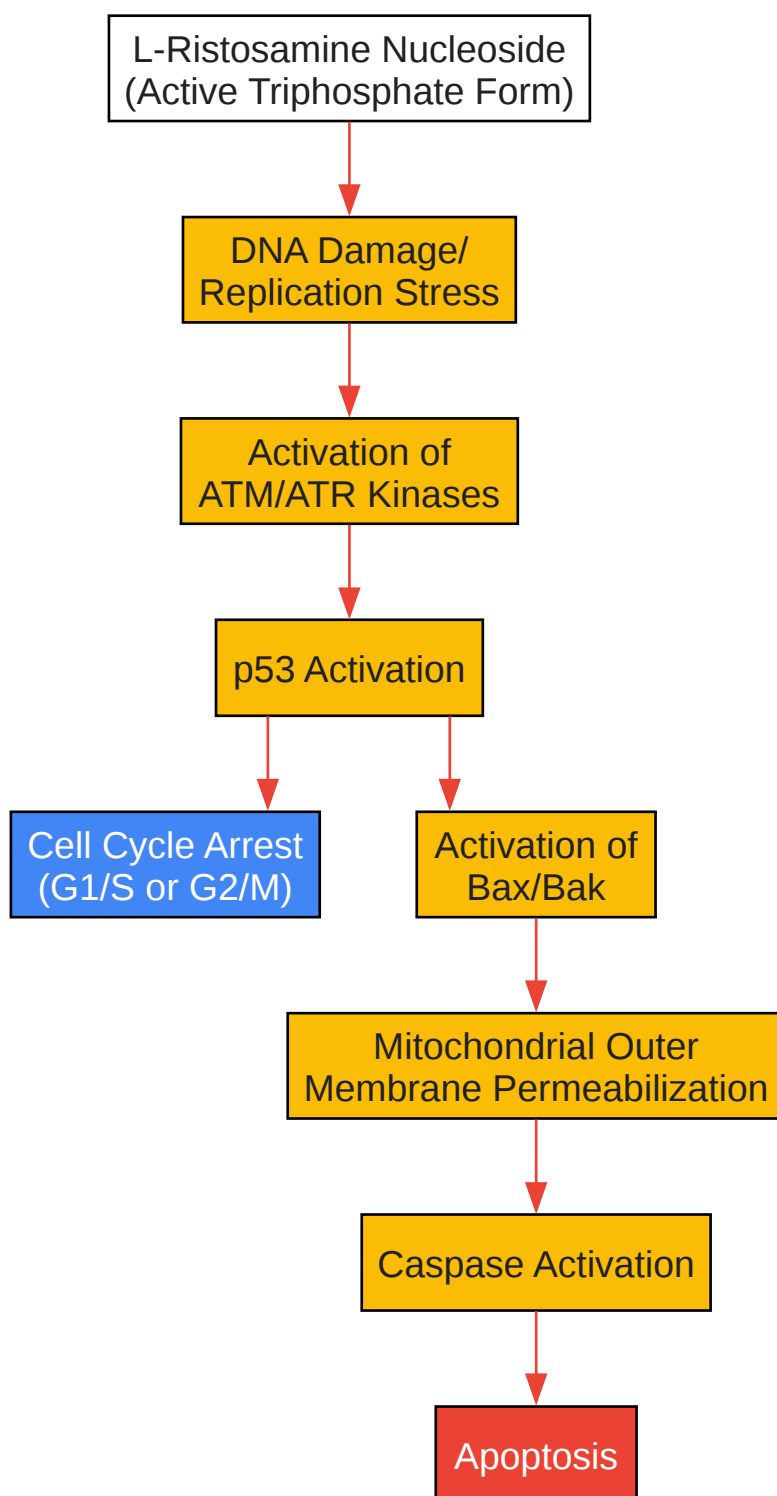 L-Ristosamine Nucleoside
(Active Triphosphate Form)
DNA Damage/
Replication Stress
Activation of
ATM/ATR Kinases
p53 Activation
Cell Cycle Arrest
(G1/S or G2/M)
Activation of
Bax/Bak
Mitochondrial Outer
Membrane Permeabilization
Caspase Activation
Apoptosis